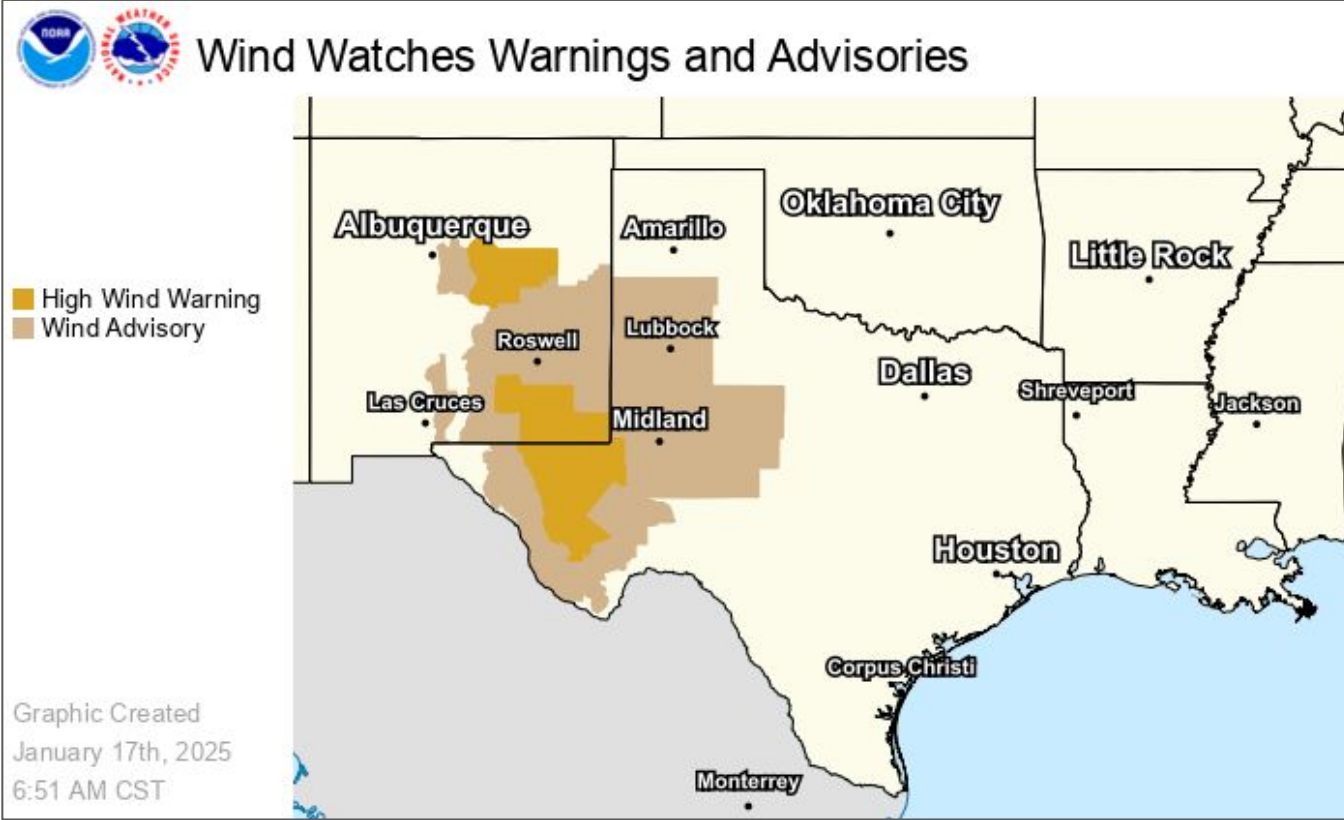 NOAA
NATIONAL WEATHER SERVICE
Wind Watches Warnings and Advisories
High Wind Warning
Wind Advisory
Albuquerque
Amarillo
Oklahoma City
Little Rock
Roswell
Lubbock
Dallas
Las Cruces
Midland
Shreveport
Jackson
Houston
Corpus Christi
Monterrey
Graphic Created
January 17th, 2025
6:51 AM CST